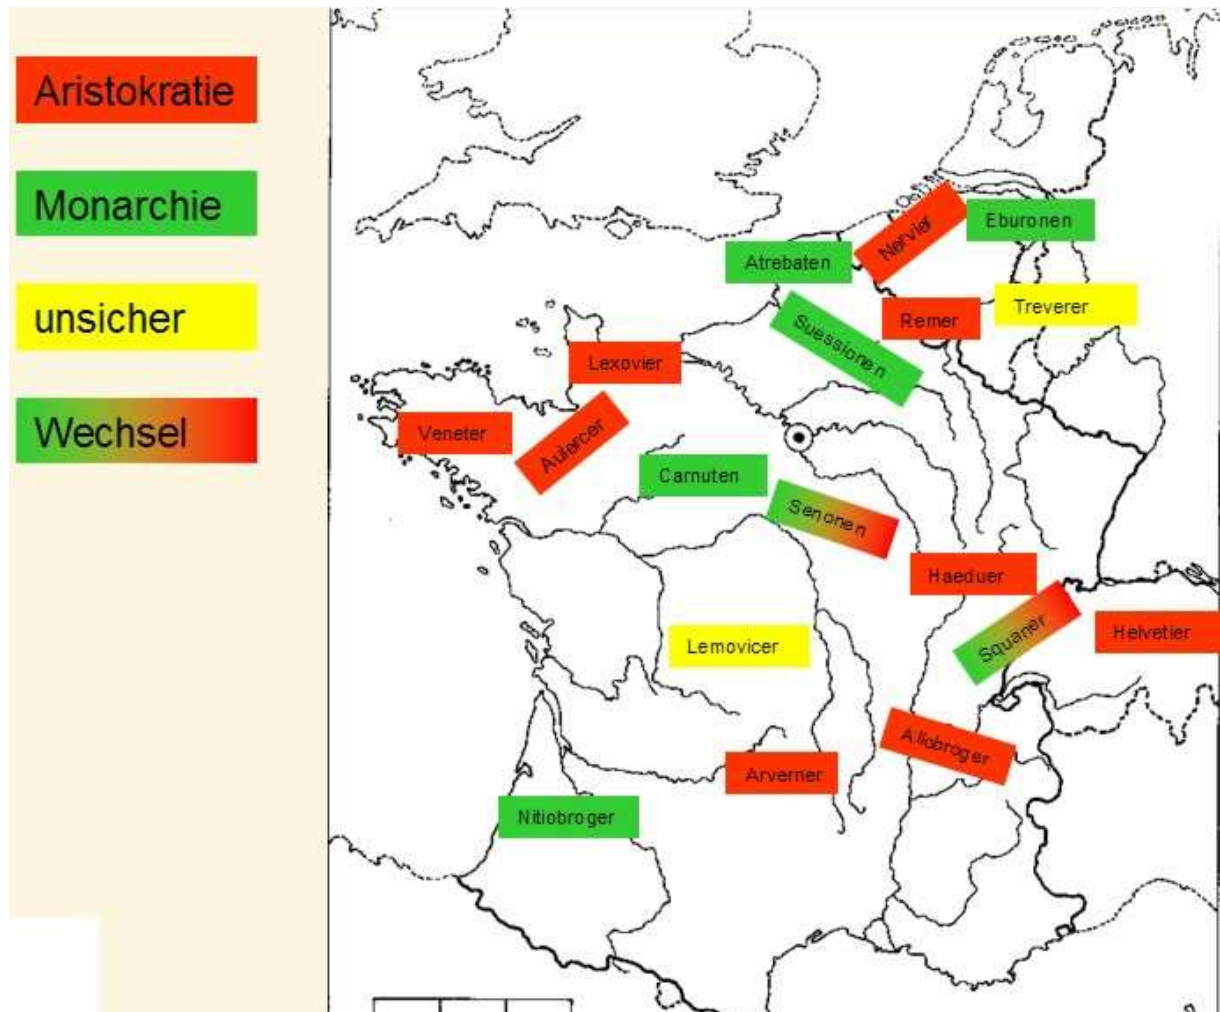 Aristokratie
Monarchie
unsicher
Wechsel
Nervier
Eburonen
Atrebaten
Suessionen
Remer
Treverer
Lexovier
Veneter
Aulercer
Carnuten
Senonen
Haeduer
Squaner
Helvetier
Lemovicer
Allobroger
Arverner
Nitiobroger